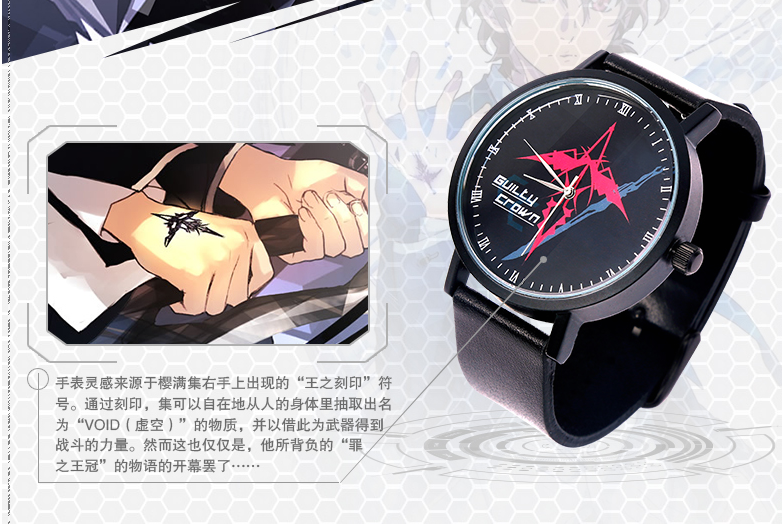 XII
XI
IX
VIII
VII
VI
V
IIII
III
GUILTY
CROWN
手表灵感来源于樱满集右手上出现的“王之刻印”符
号。通过刻印，集可以自在地从人的身体里抽取出名
为“VOID（虚空）”的物质，并以借此为武器得到
战斗的力量。然而这也仅仅是，他所背负的“罪
之王冠”的物语的开幕罢了……